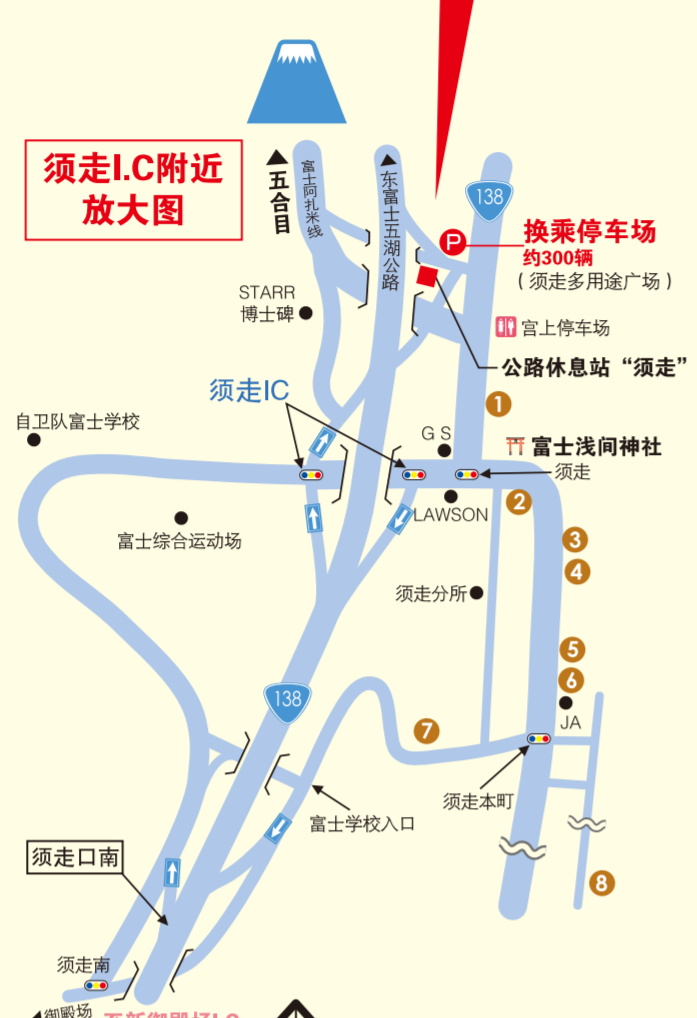 须走I.C附近
放大图
▲五合目
富士阿扎米线
▲东富士五湖公路
138
P
换乘停车场
约300辆
（须走多用途广场）
STARR
博士碑
宫上停车场
公路休息站“须走”
须走IC
1
自卫队富士学校
GS
富士浅间神社
须走
2
LAWSON
富士综合运动场
3
4
须走分所
5
6
138
JA
7
须走本町
富士学校入口
须走口南
8
须走南
御殿场